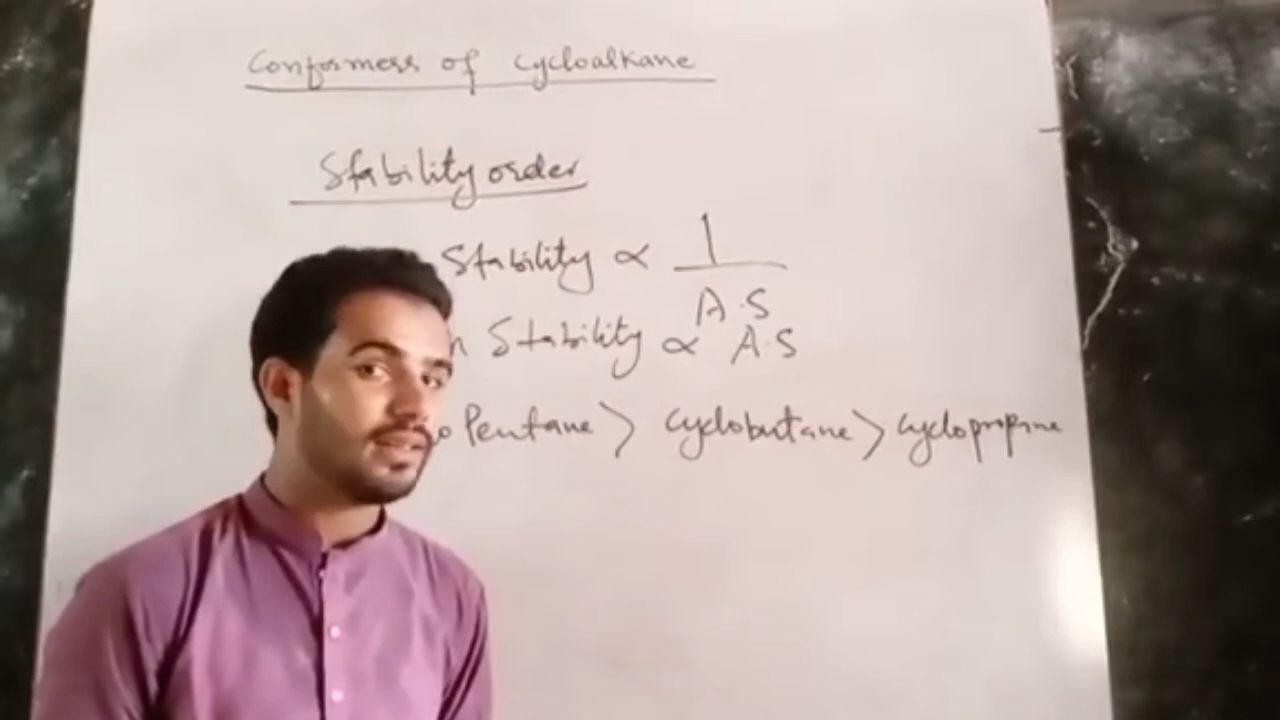 Conformers of cycloalkane
Stability order
Stability ∝ 1
A.S
n Stability ∝ A.S
o Pentane > cyclobutane > cyclopropane